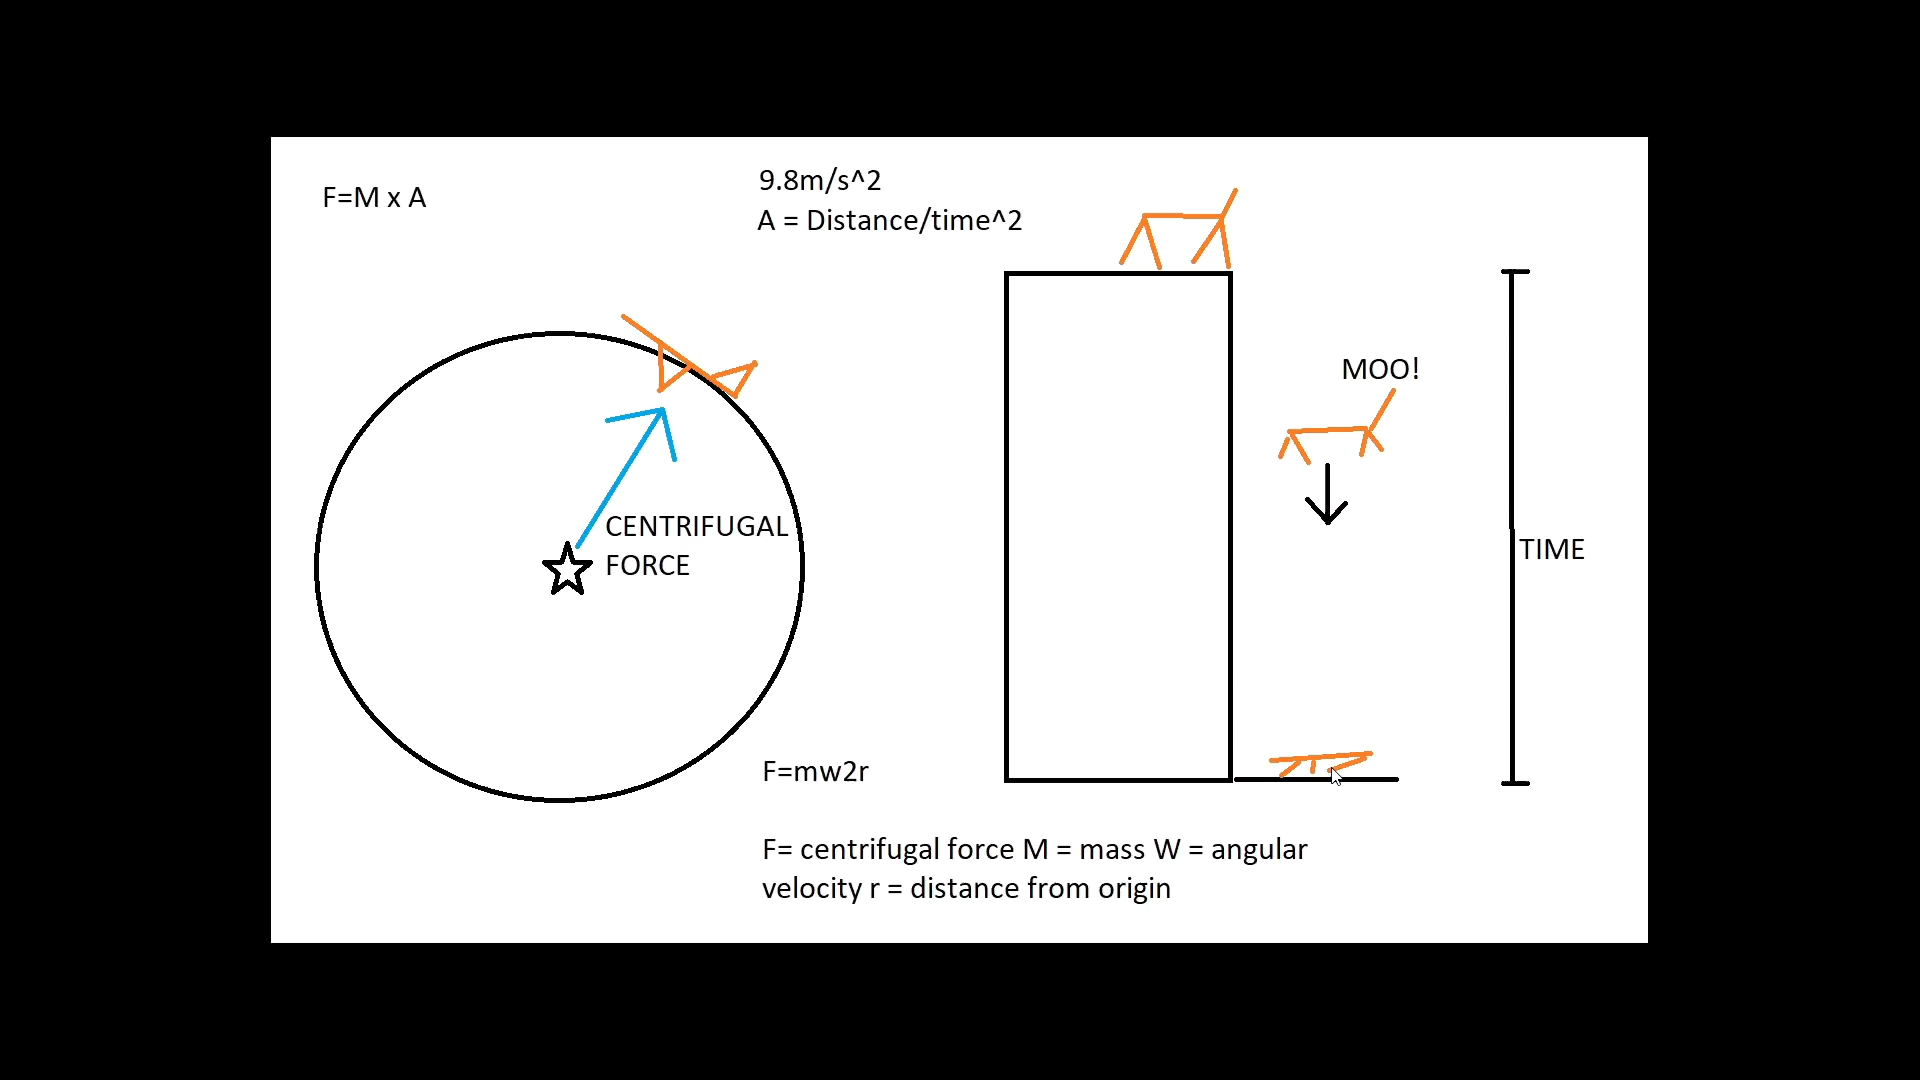 F=M x A
9.8m/s^2
A = Distance/time^2
MOO!
CENTRIFUGAL
FORCE
TIME
F=mw2r
F= centrifugal force M = mass W = angular
velocity r = distance from origin